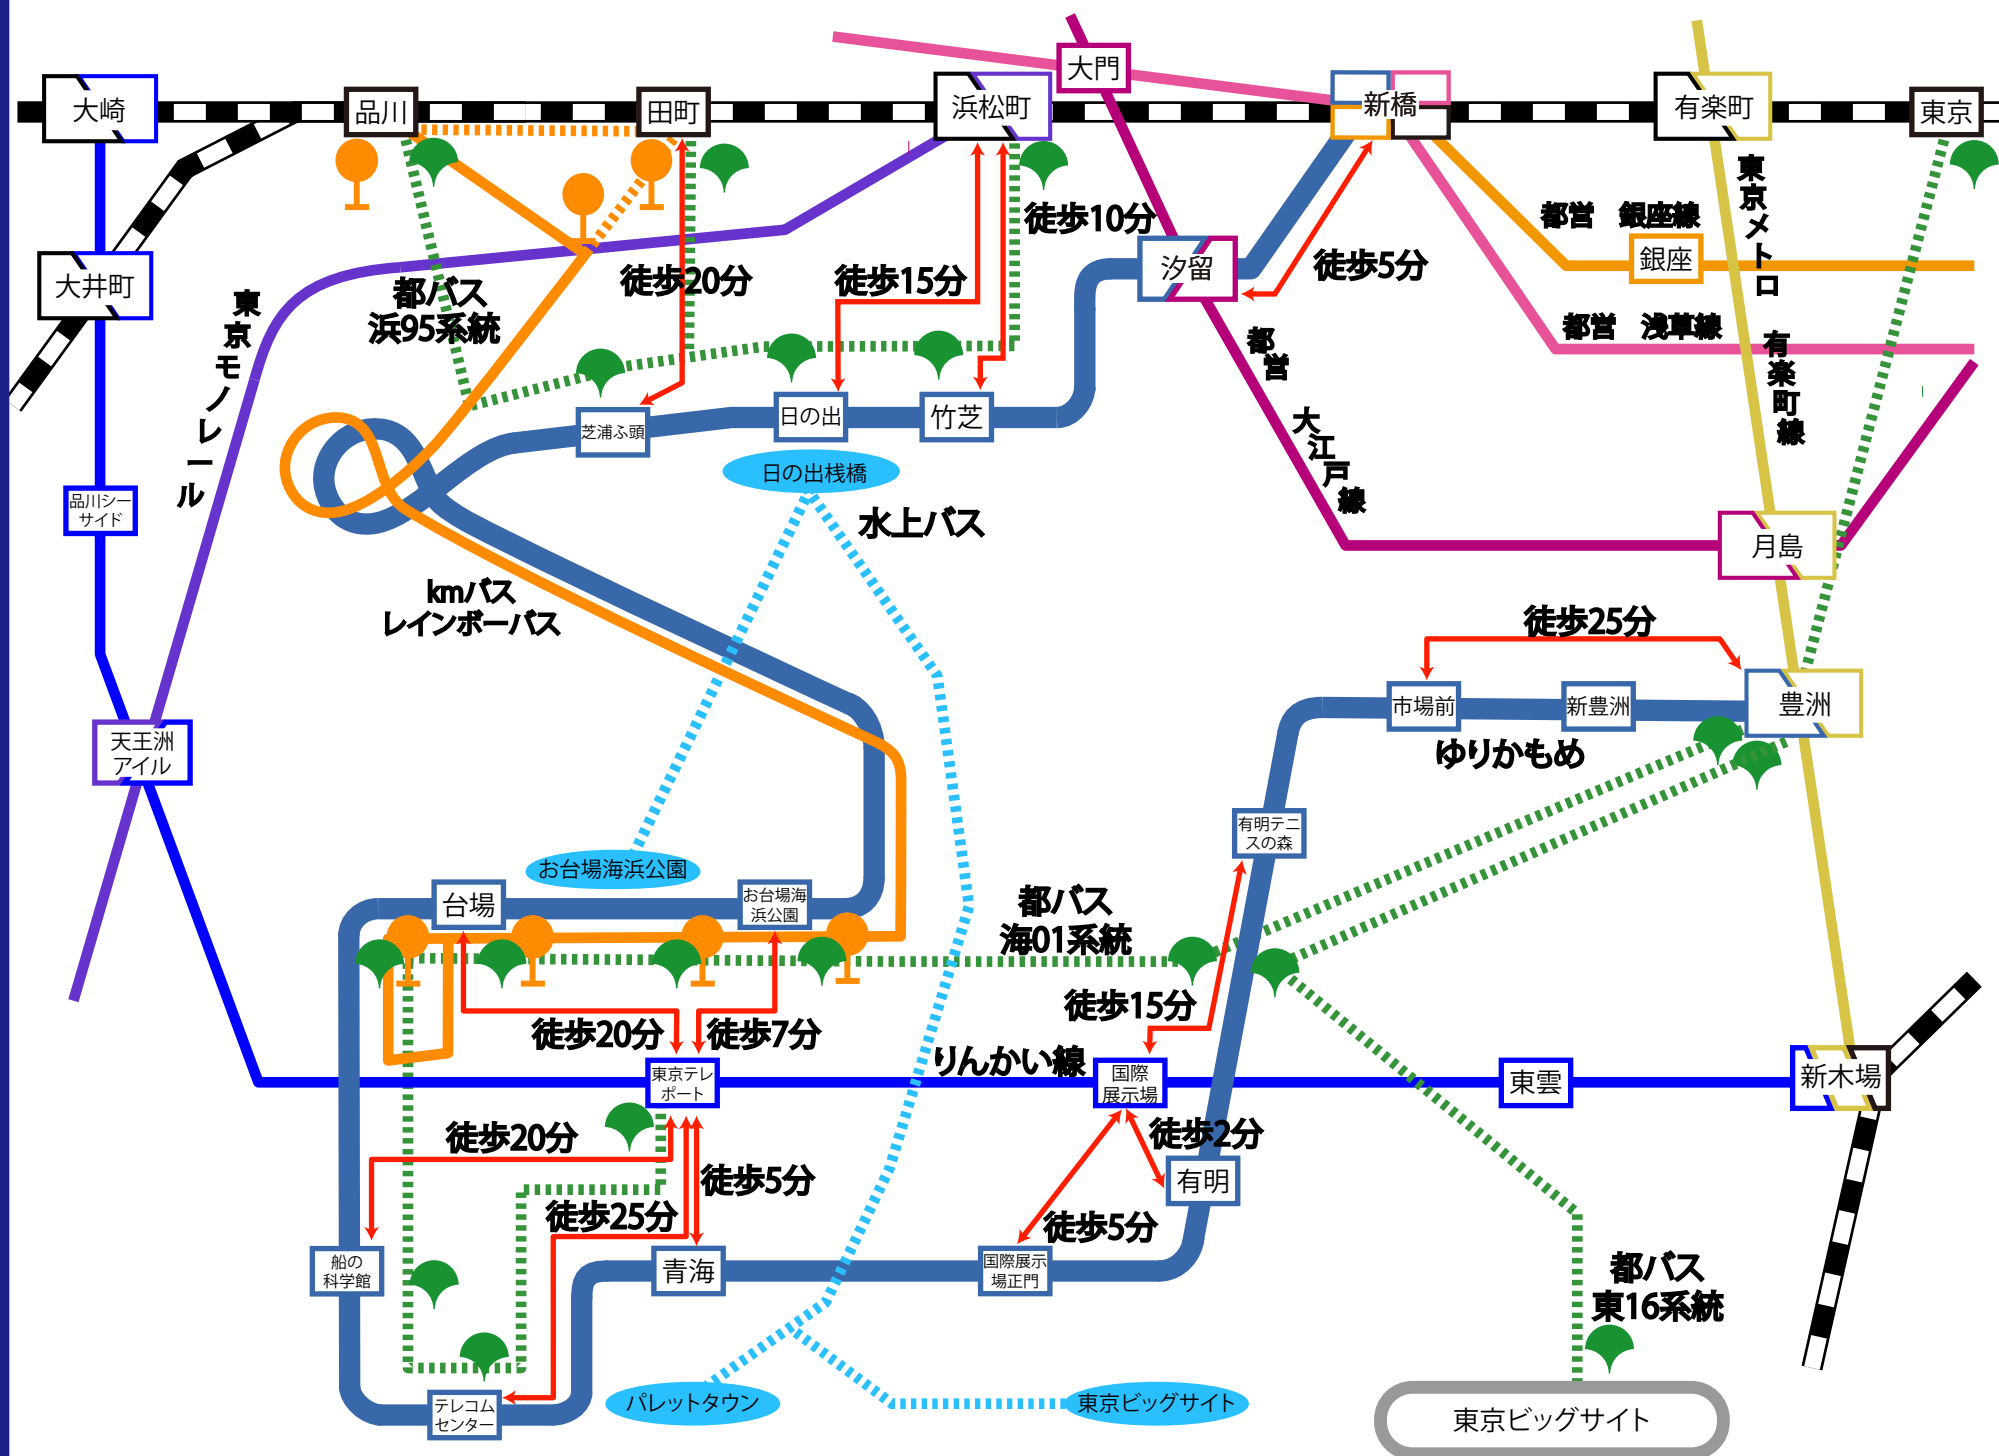 大門
大崎
品川
田町
浜松町
新橋
有楽町
東京
徒歩10分
都営　銀座線
銀座
東京メトロ
有楽町線
大井町
東京モノレール
都バス
浜95系統
徒歩20分
徒歩15分
汐留
徒歩5分
都営　浅草線
都営　大江戸線
芝浦ふ頭
日の出
竹芝
日の出桟橋
水上バス
品川シー
サイド
月島
kmバス
レインボーバス
徒歩25分
市場前
新豊洲
豊洲
ゆりかもめ
天王洲
アイル
有明テニ
スの森
お台場海浜公園
台場
お台場海
浜公園
都バス
海01系統
徒歩15分
徒歩20分
徒歩7分
りんかい線
東京テレ
ポート
国際
展示場
東雲
新木場
徒歩20分
徒歩5分
徒歩2分
有明
徒歩25分
徒歩5分
船の
科学館
青海
国際展示
場正門
都バス
東16系統
テレコム
センター
パレットタウン
東京ビッグサイト
東京ビッグサイト